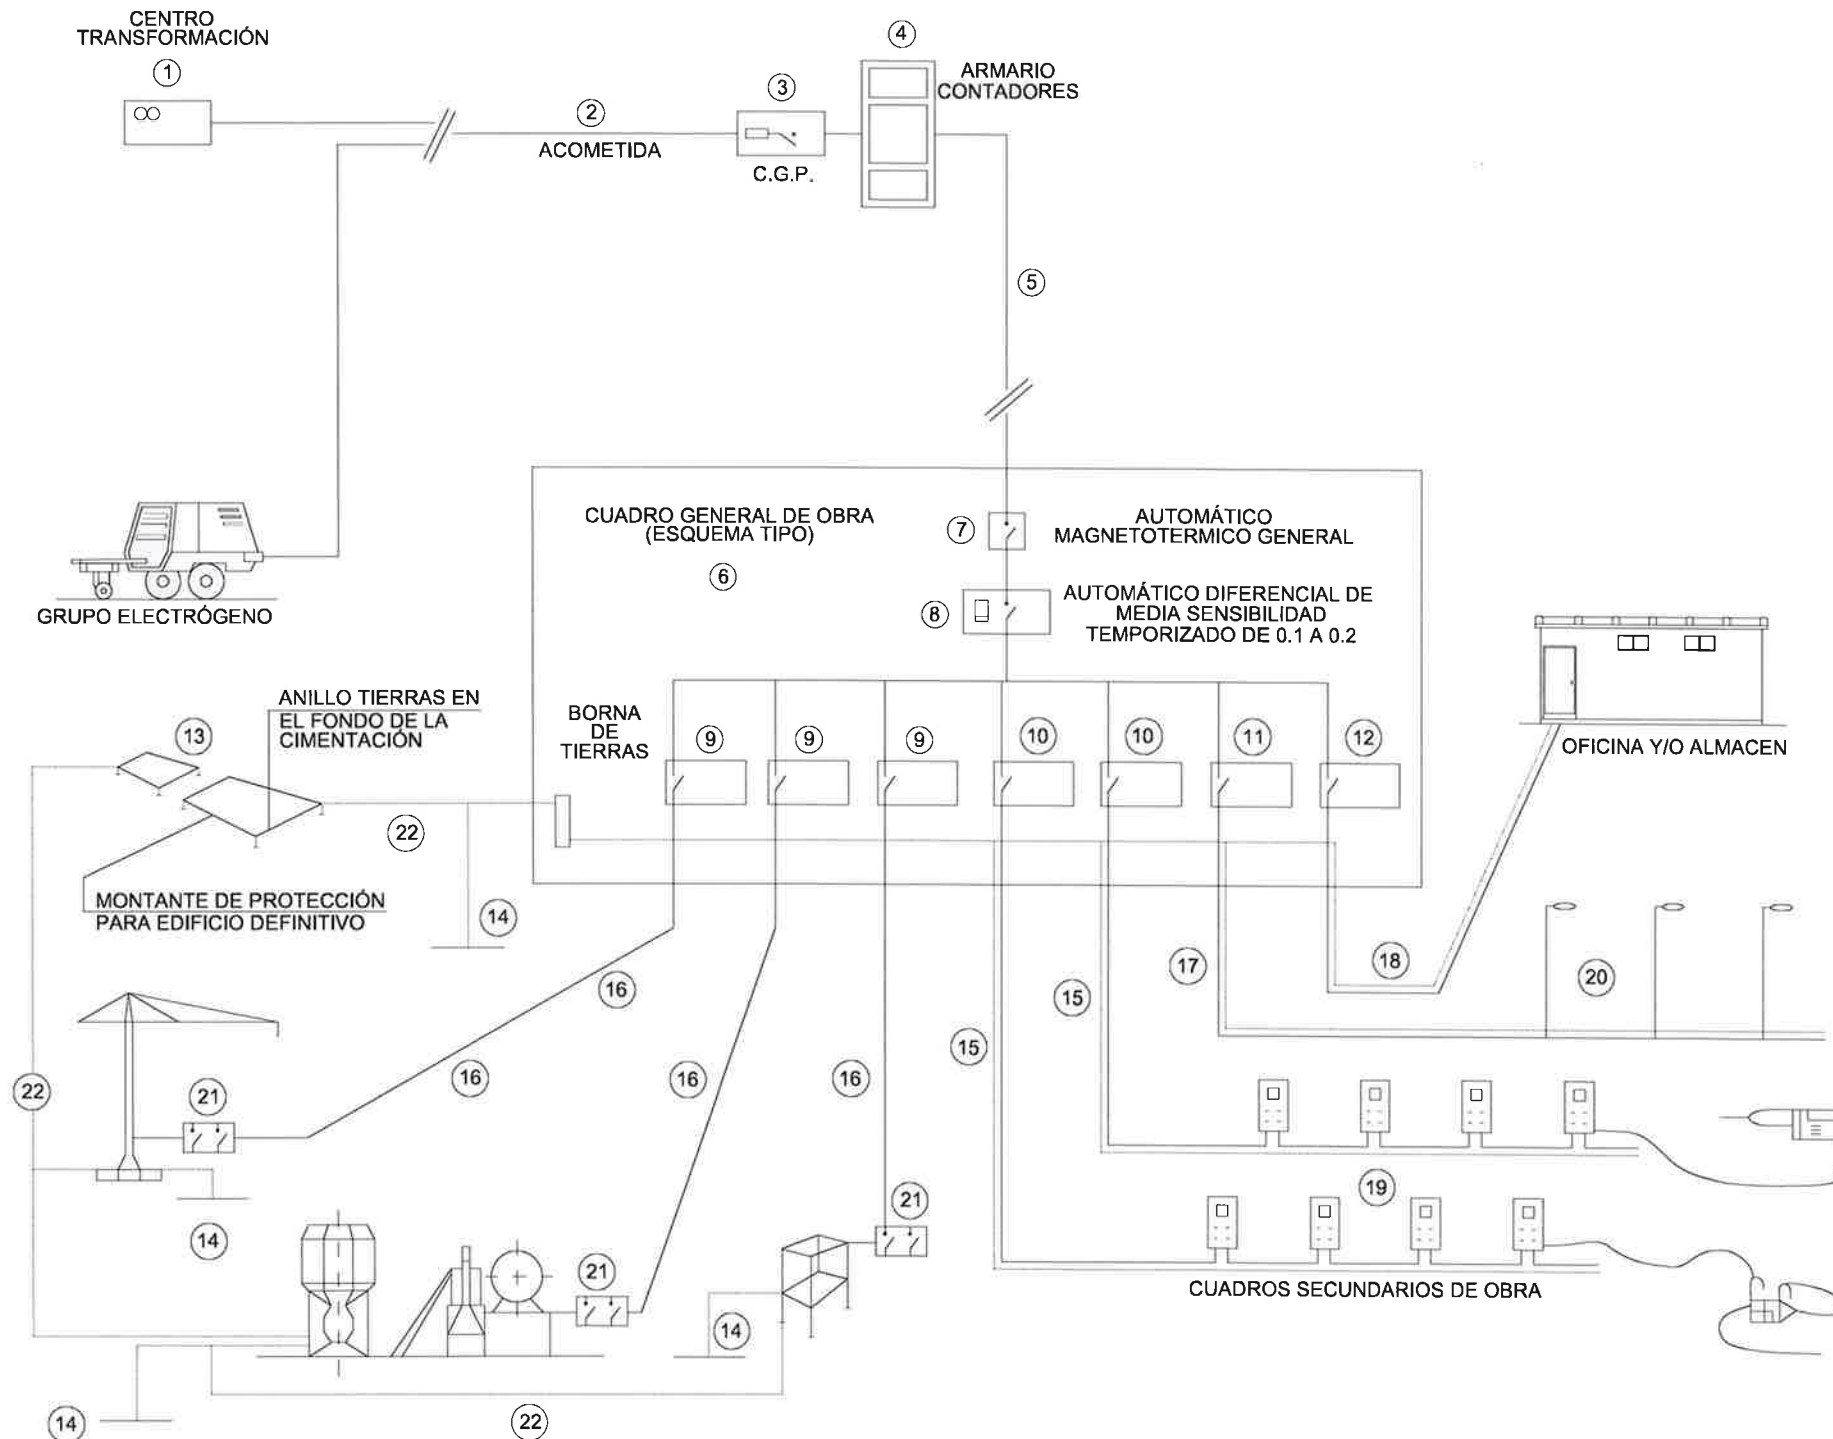 CENTRO
TRANSFORMACIÓN
1
2
ACOMETIDA
3
C.G.P.
4
ARMARIO
CONTADORES
5
GRUPO ELECTRÓGENO
CUADRO GENERAL DE OBRA
(ESQUEMA TIPO)
6
7
AUTOMÁTICO
MAGNETOTERMICO GENERAL
8
AUTOMÁTICO DIFERENCIAL DE
MEDIA SENSIBILIDAD
TEMPORIZADO DE 0.1 A 0.2
OFICINA Y/O ALMACEN
ANILLO TIERRAS EN
EL FONDO DE LA
CIMENTACIÓN
13
BORNA
DE
TIERRAS
9
9
9
10
10
11
12
22
MONTANTE DE PROTECCIÓN
PARA EDIFICIO DEFINITIVO
14
16
15
15
17
18
20
22
21
16
16
16
14
21
21
19
CUADROS SECUNDARIOS DE OBRA
14
14
22